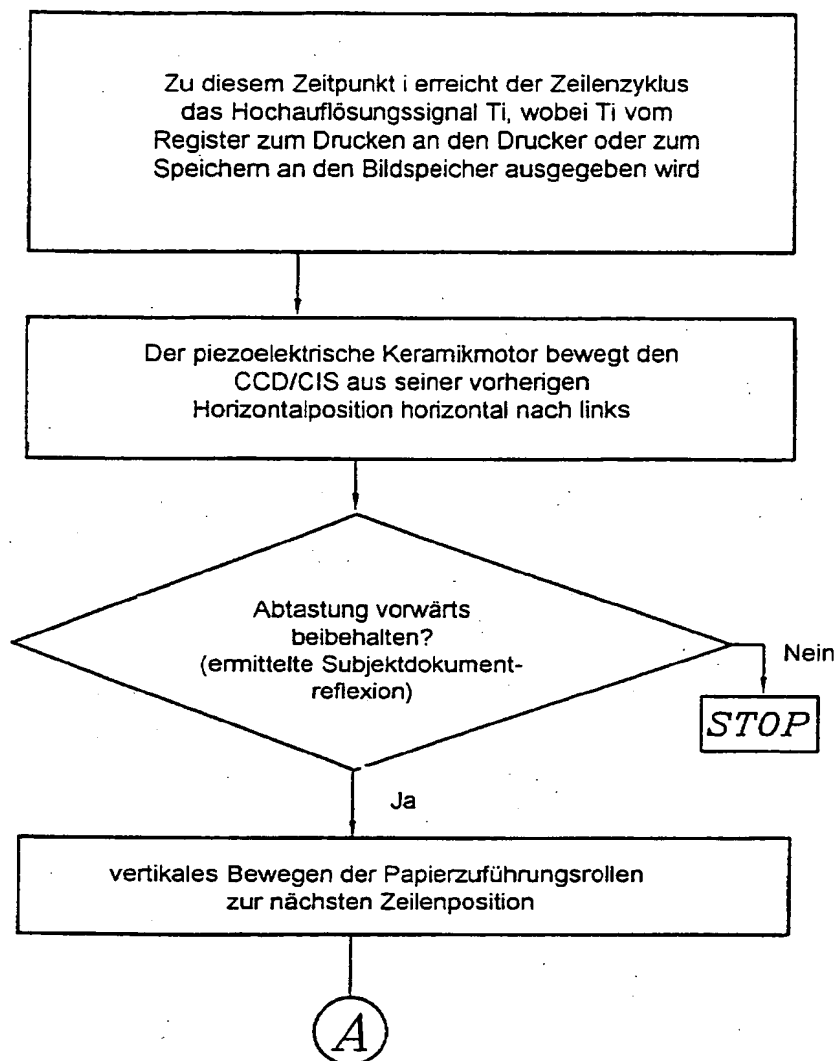 Zu diesem Zeitpunkt i erreicht der Zeilenzyklus
das Hochauflösungssignal Ti, wobei Ti vom
Register zum Drucken an den Drucker oder zum
Speichern an den Bildspeicher ausgegeben wird
Der piezoelektrische Keramikmotor bewegt den
CCD/CIS aus seiner vorherigen
Horizontalposition horizontal nach links
Abtastung vorwärts
beibehalten?
(ermittelte Subjektdokument-
reflexion)
Nein
STOP
Ja
vertikales Bewegen der Papierzuführungsrollen
zur nächsten Zeilenposition
A